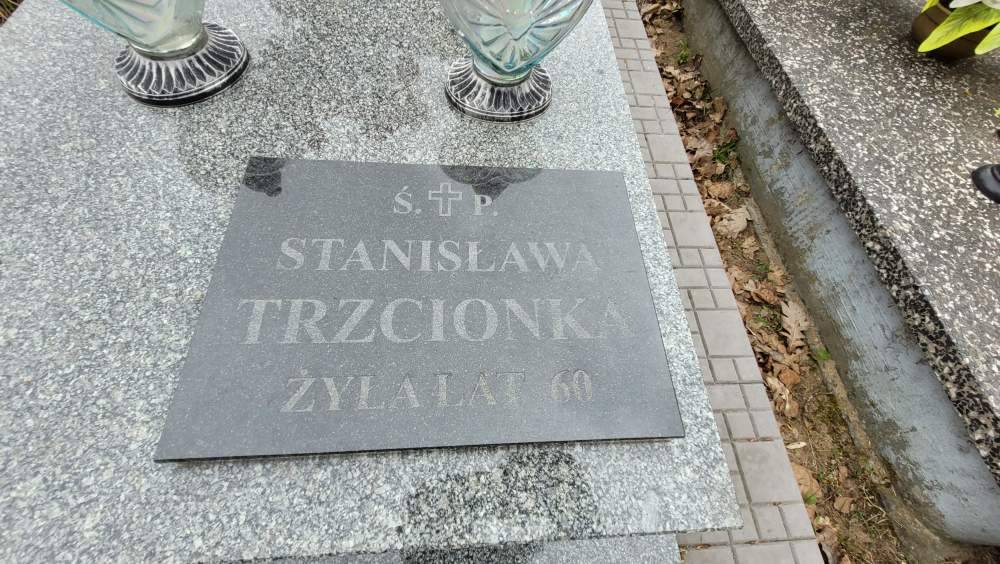 Ś. P.
STANISŁAWA
TRZCIONKA
ŻYŁA LAT 60